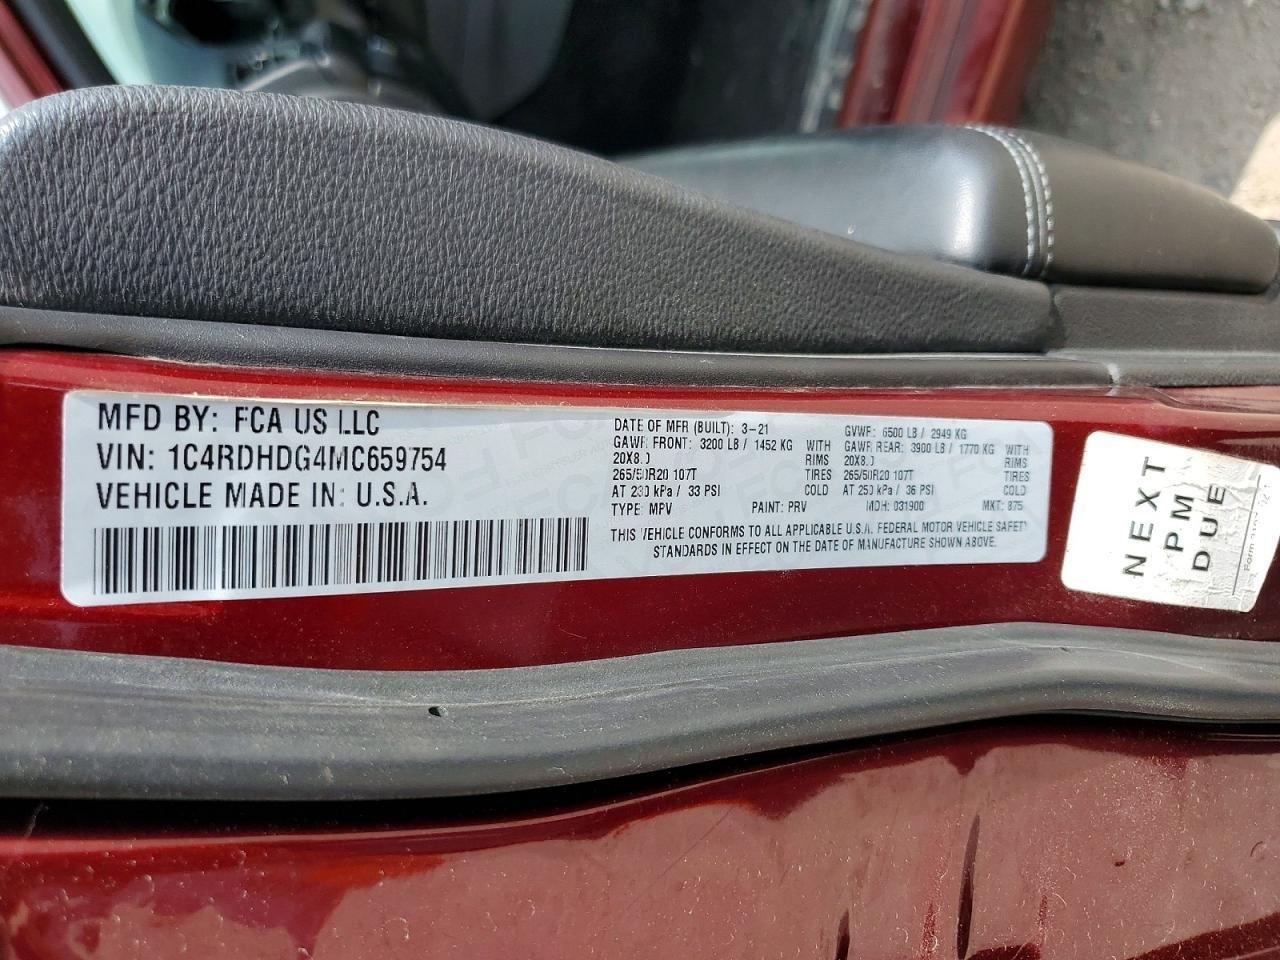 MFD BY: FCA US LLC
VIN: 1C4RDHDG4MC659754
VEHICLE MADE IN: U.S.A.
DATE OF MFR (BUILT): 3-21
GAWR FRONT: 3200 LB / 1452 KG WITH
20X8.0 RIMS
265/50R20 107T TIRES
AT 230 kPa / 33 PSI COLD
TYPE: MPV PAINT: PRV
GVWR: 6500 LB / 2949 KG
GAWR REAR: 3900 LB / 1770 KG WITH
20X8.0 RIMS
265/50R20 107T TIRES
AT 250 kPa / 36 PSI COLD
MDH: 031900 MKT: 875
THIS VEHICLE CONFORMS TO ALL APPLICABLE U.S.A. FEDERAL MOTOR VEHICLE SAFETY
STANDARDS IN EFFECT ON THE DATE OF MANUFACTURE SHOWN ABOVE.
NEXT
PM
DUE
Form